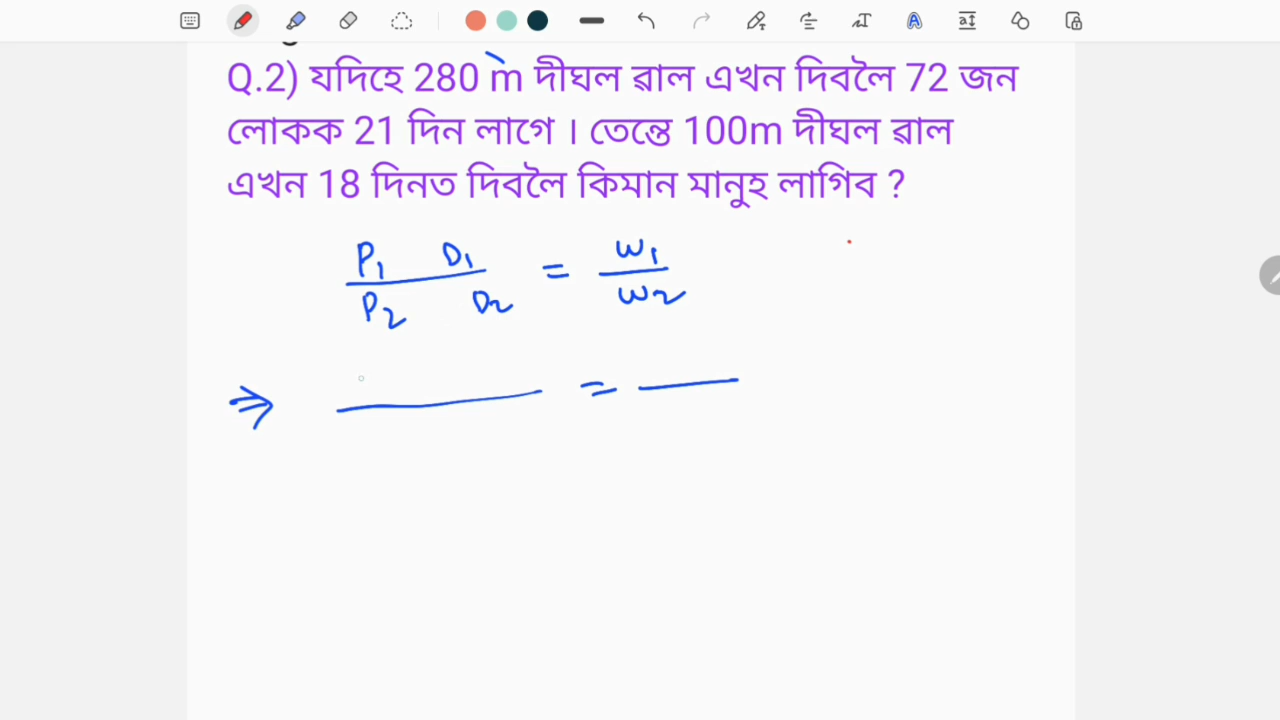 Q.2) যদিহে 280 m দীঘল ৱাল এখন দিবলৈ 72 জন
লোকক 21 দিন লাগে । তেন্তে 100m দীঘল ৱাল
এখন 18 দিনত দিবলৈ কিমান মানুহ লাগিব ?
P1 D1 = W1
P2 D2 W2
⇒ =